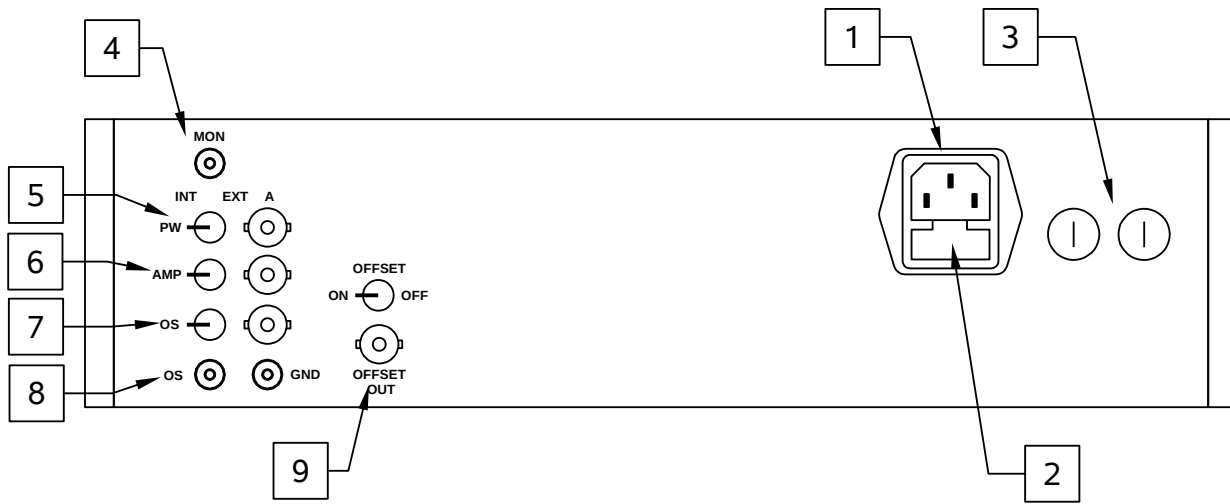 4
1
3
MON
5
INT EXT A
PW
6
AMP
OFFSET
ON OFF
7
OS
8
OS GND
OFFSET
OUT
9
2